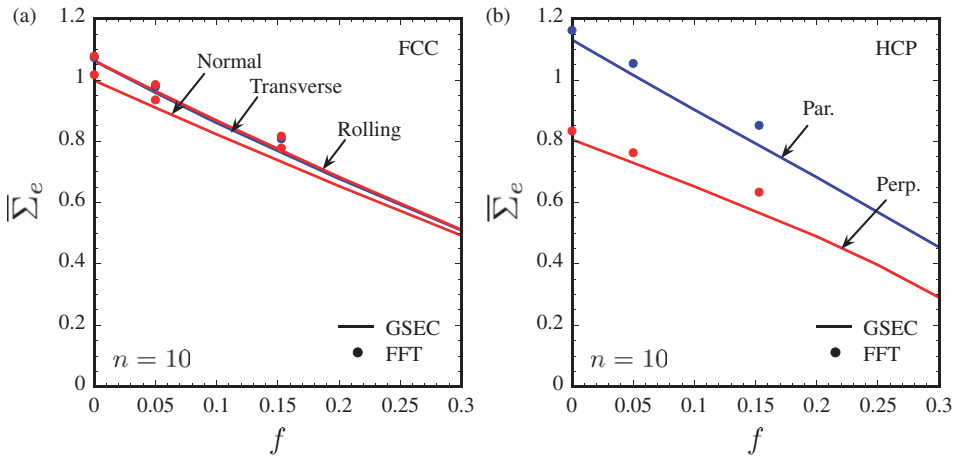 (a)
1.2
1
0.8
0.6
0.4
0.2
0
Σ̅e
FCC
Normal
Transverse
Rolling
GSEC
FFT
n = 10
0 0.05 0.1 0.15 0.2 0.25 0.3
f
(b)
1.2
1
0.8
0.6
0.4
0.2
0
Σ̅e
HCP
Par.
Perp.
GSEC
FFT
n = 10
0 0.05 0.1 0.15 0.2 0.25 0.3
f